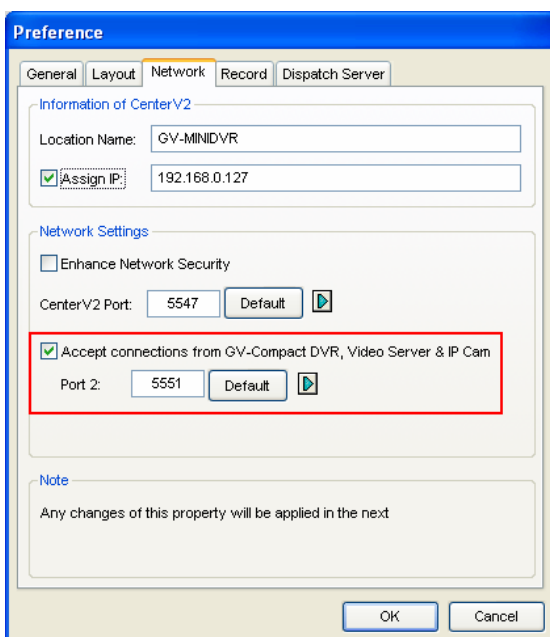 Preference
General Layout Network Record Dispatch Server
Information of CenterV2
Location Name: GV-MINIDVR
Assign IP: 192.168.0.127
Network Settings
Enhance Network Security
CenterV2 Port: 5547 Default
Accept connections from GV-Compact DVR, Video Server & IP Cam
Port 2: 5551 Default
Note
Any changes of this property will be applied in the next
OK Cancel